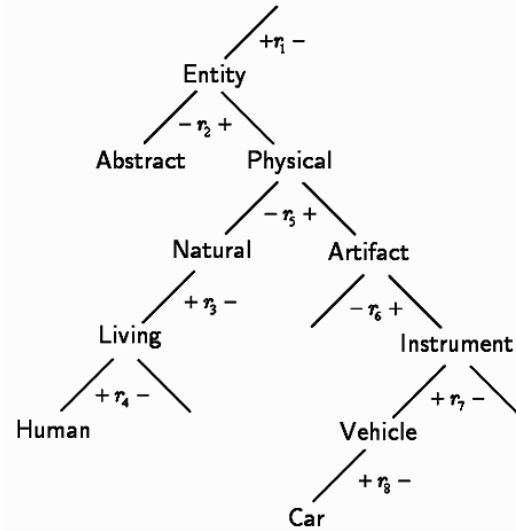 +r₁ −
Entity
− r₂ +
Abstract Physical
− r₅ +
Natural Artifact
+ r₃ − − r₆ +
Living Instrument
+ r₄ − + r₇ −
Human Vehicle
+ r₈ −
Car